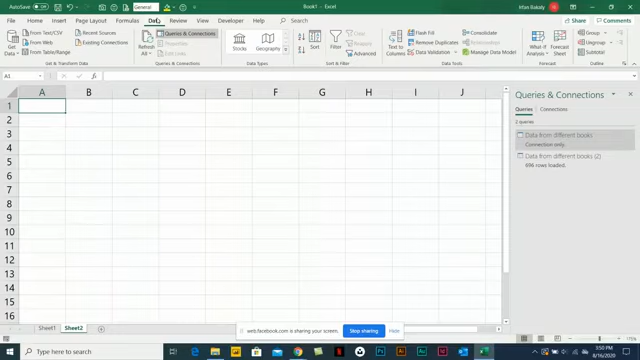 AutoSave On General Book1 - Excel Irfan Bakaly
File Home Insert Page Layout Formulas Data Review View Developer Help Search Share Comments
Get Data From Text/CSV Recent Sources Refresh All Queries & Connections Stocks Geography Sort Filter Clear Flash Fill Consolidate What-If Analysis Forecast Sheet Group
From Web Existing Connections Properties Reapply Remove Duplicates Relationships Ungroup
From Table/Range Edit Links Advanced Data Validation Manage Data Model Subtotal
Get & Transform Data Queries & Connections Data Types Sort & Filter Data Tools Forecast Outline
A1 fx
A B C D E F G H I J
1
2
3
4
5
6
7
8
9
10
11
12
13
14
15
16
Queries & Connections
Queries Connections
2 queries
Data from different books
Connection only.
Data from different books (2)
696 rows loaded.
Sheet1 Sheet2
web.facebook.com is sharing your screen. Stop sharing Hide
175%
Type here to search
3:50 PM
8/16/2020